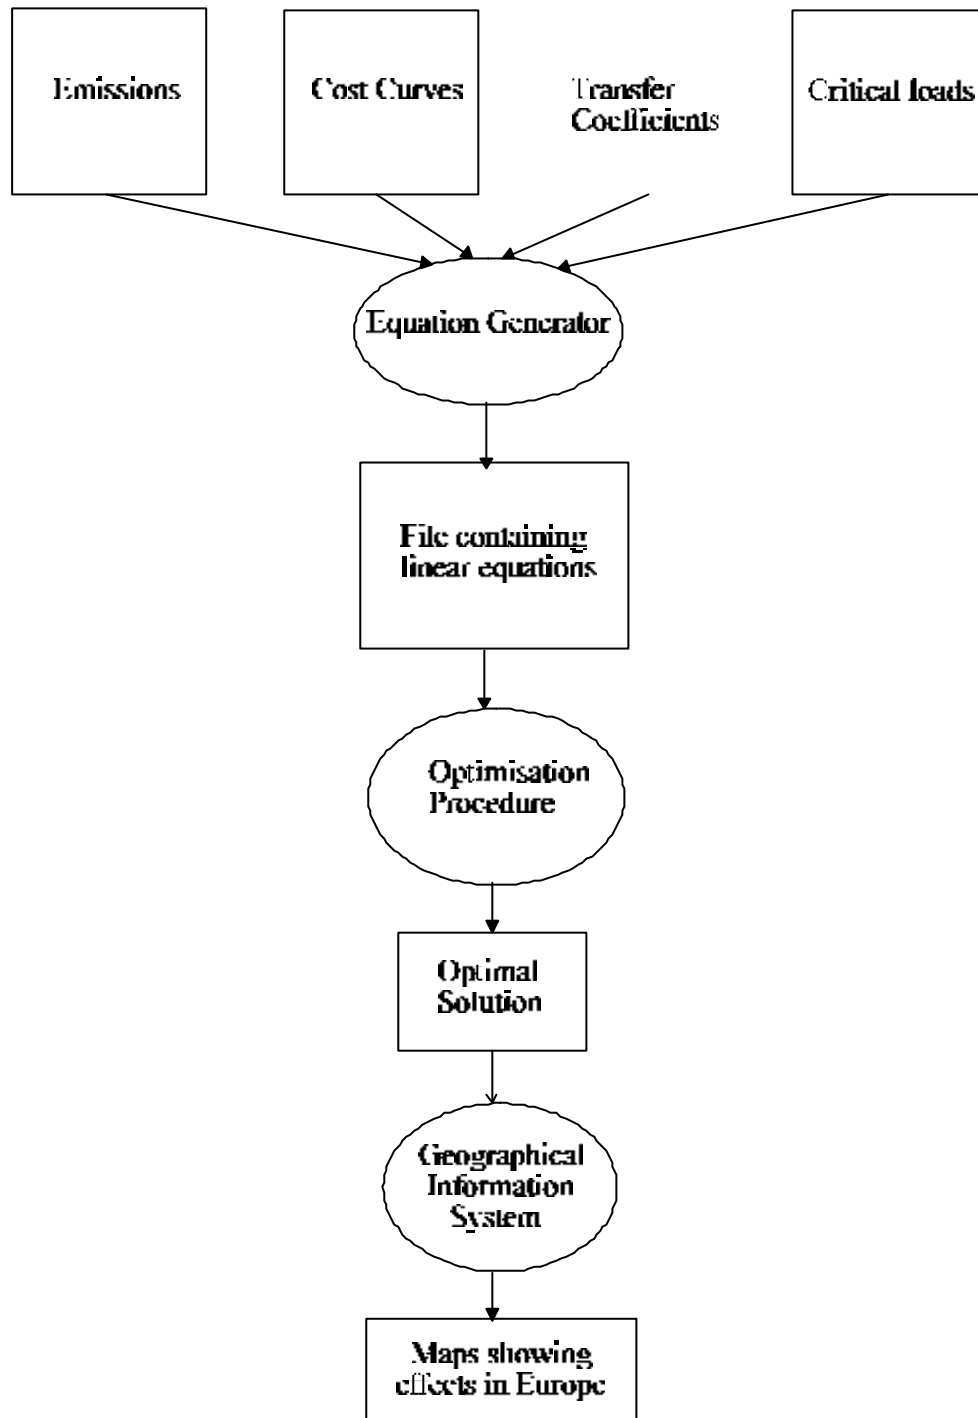 Emissions
Cost Curves
Transfer
Coefficients
Critical loads
Equation Generator
File containing
linear equations
Optimisation
Procedure
Optimal
Solution
Geographical
Information
System
Maps showing
effects in Europe